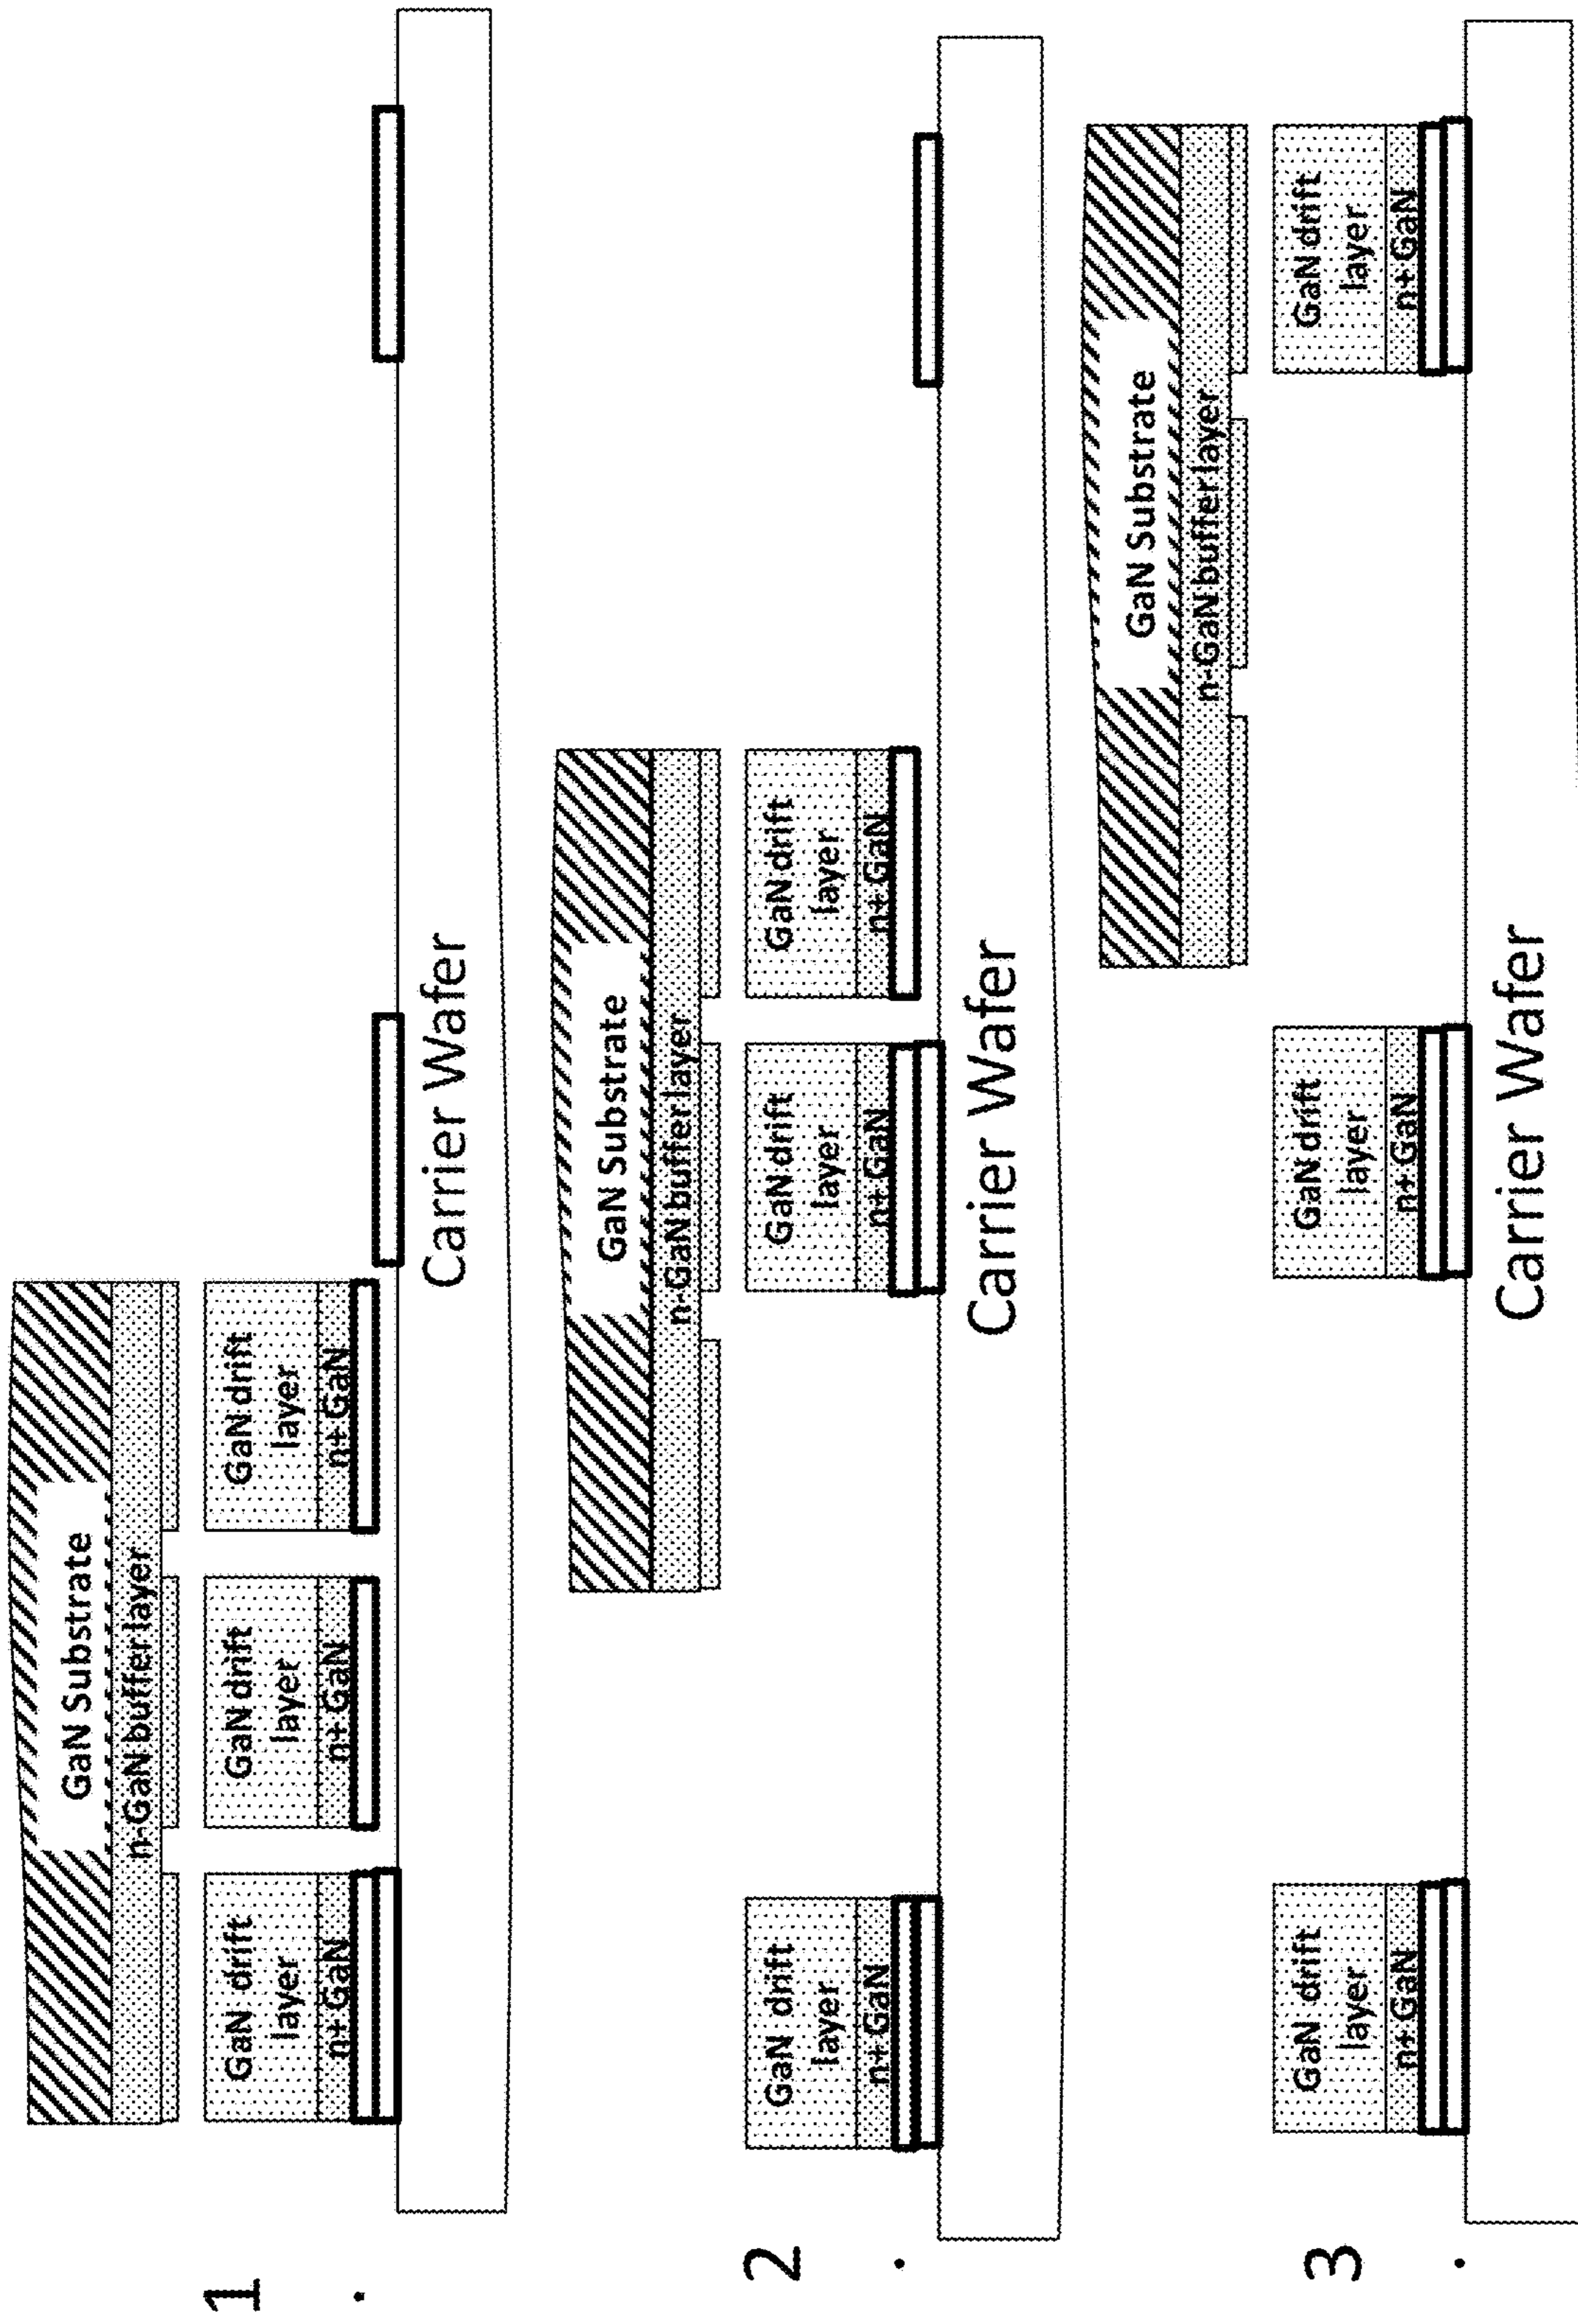 1.
GaN Substrate
n-GaN buffer layer
GaN drift
layer
n+ GaN
GaN drift
layer
n+ GaN
GaN drift
layer
n+ GaN
Carrier Wafer
2.
GaN Substrate
n-GaN buffer layer
GaN drift
layer
n+ GaN
GaN drift
layer
n+ GaN
GaN drift
layer
n+ GaN
Carrier Wafer
3.
GaN Substrate
n-GaN buffer layer
GaN drift
layer
n+ GaN
GaN drift
layer
n+ GaN
GaN drift
layer
n+ GaN
Carrier Wafer